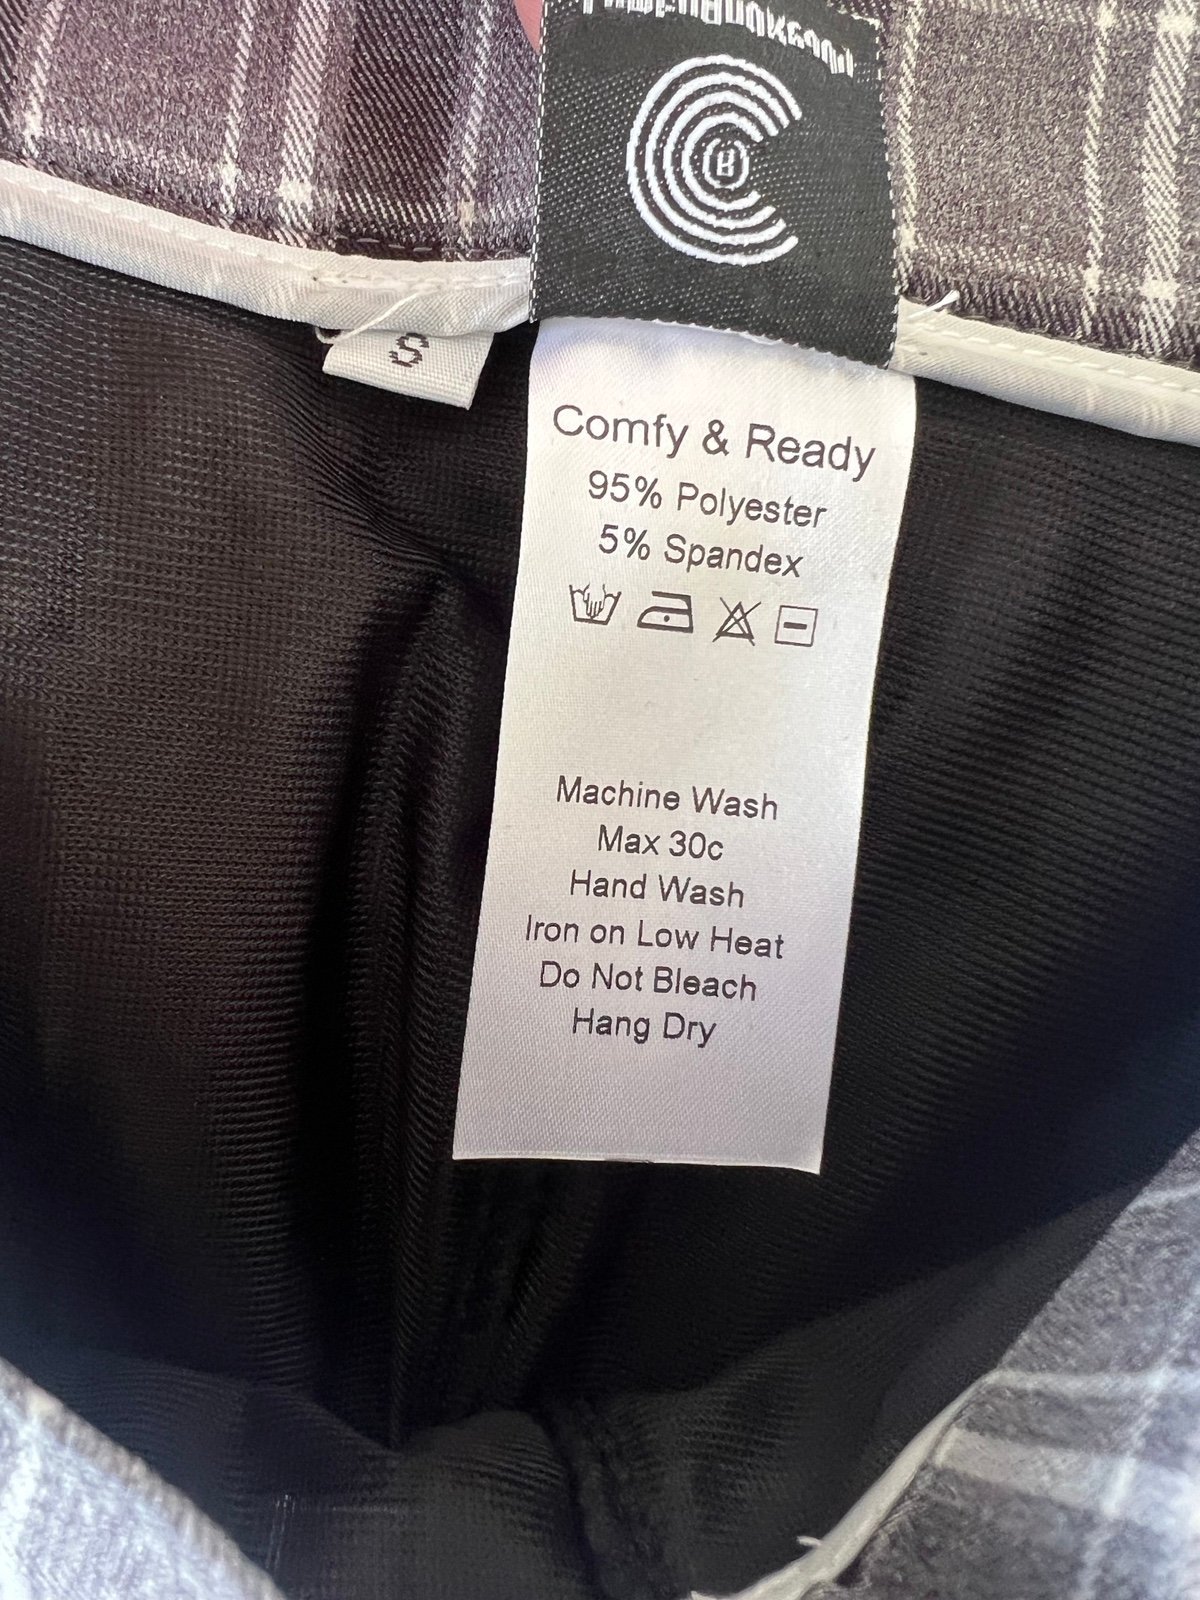 S
Comfy & Ready
95% Polyester
5% Spandex
Machine Wash
Max 30c
Hand Wash
Iron on Low Heat
Do Not Bleach
Hang Dry